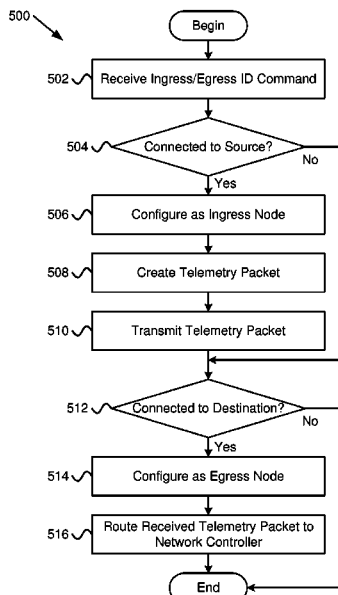 500
Begin
502
Receive Ingress/Egress ID Command
504
Connected to Source?
No
Yes
506
Configure as Ingress Node
508
Create Telemetry Packet
510
Transmit Telemetry Packet
512
Connected to Destination?
No
Yes
514
Configure as Egress Node
516
Route Received Telemetry Packet to
Network Controller
End